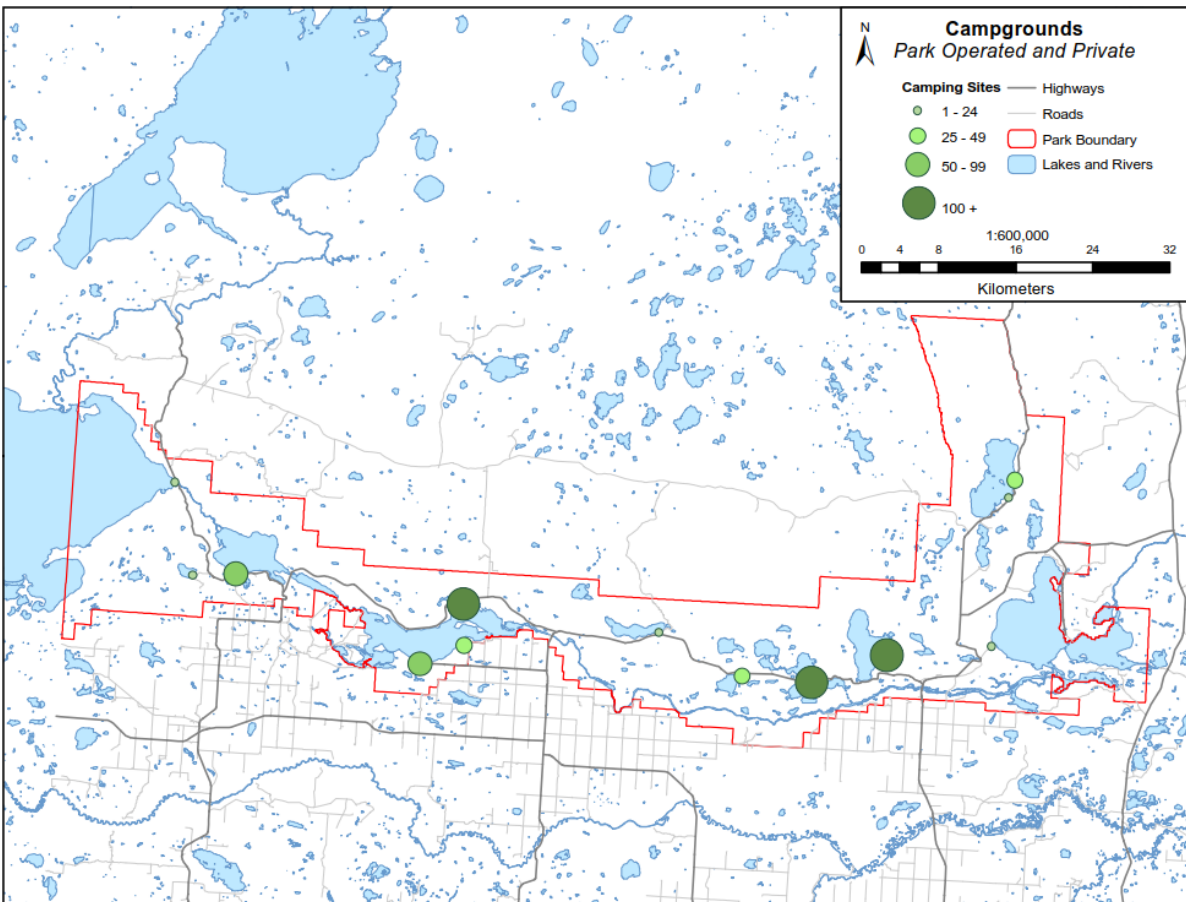 N
Campgrounds
Park Operated and Private
Camping Sites
1 - 24
25 - 49
50 - 99
100 +
Highways
Roads
Park Boundary
Lakes and Rivers
1:600,000
0 4 8 16 24 32
Kilometers